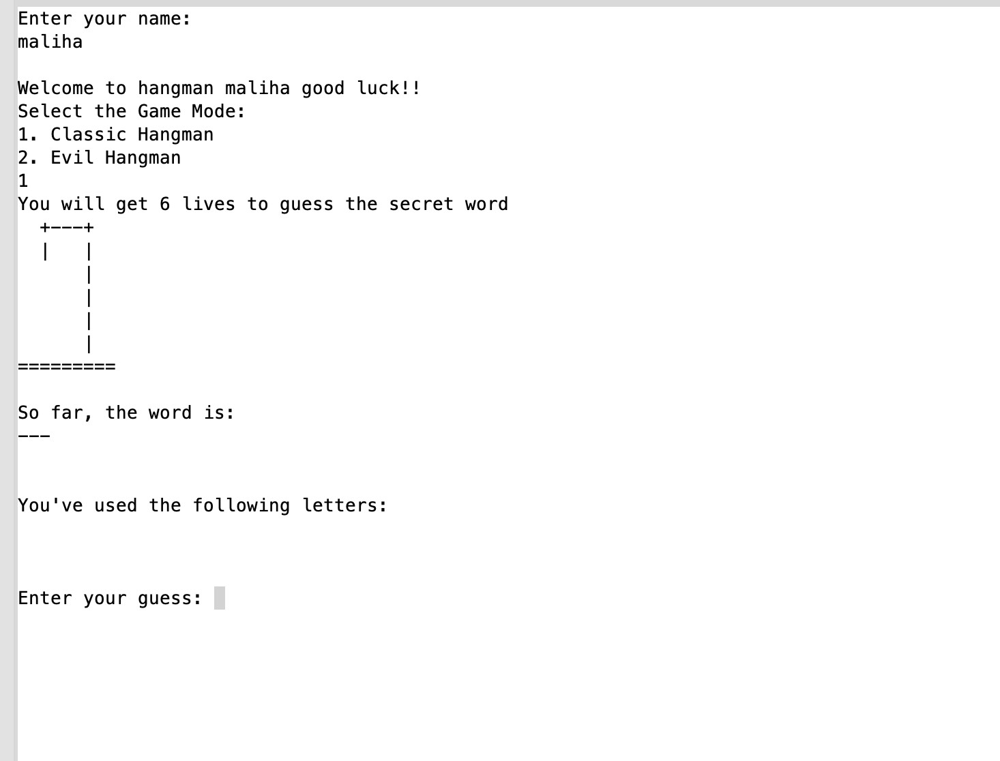 Enter your name:
maliha
Welcome to hangman maliha good luck!!
Select the Game Mode:
1. Classic Hangman
2. Evil Hangman
1
You will get 6 lives to guess the secret word
  +---+
  |   |
      |
      |
      |
      |
=========
So far, the word is:
---
You've used the following letters:
Enter your guess: